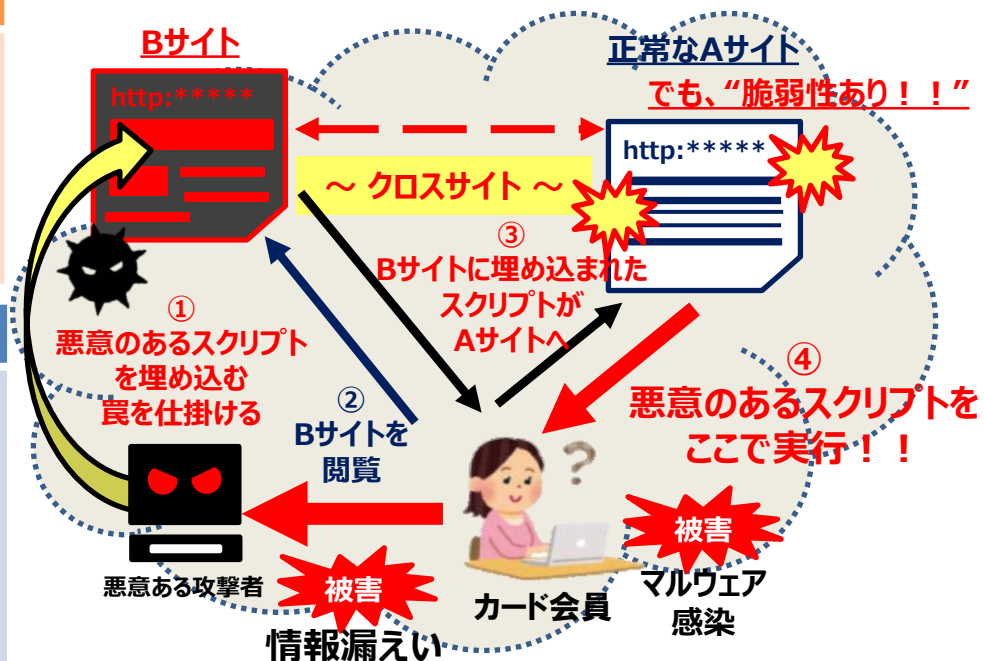 Bサイト
http:*****
正常なAサイト
でも、“脆弱性あり！！”
http:*****
～ クロスサイト ～
①
悪意のあるスクリプト
を埋め込む
罠を仕掛ける
②
Bサイトを
閲覧
③
Bサイトに埋め込まれた
スクリプトが
Aサイトへ
④
悪意のあるスクリプトを
ここで実行！！
?
悪意ある攻撃者
被害
情報漏えい
カード会員
被害
マルウェア
感染